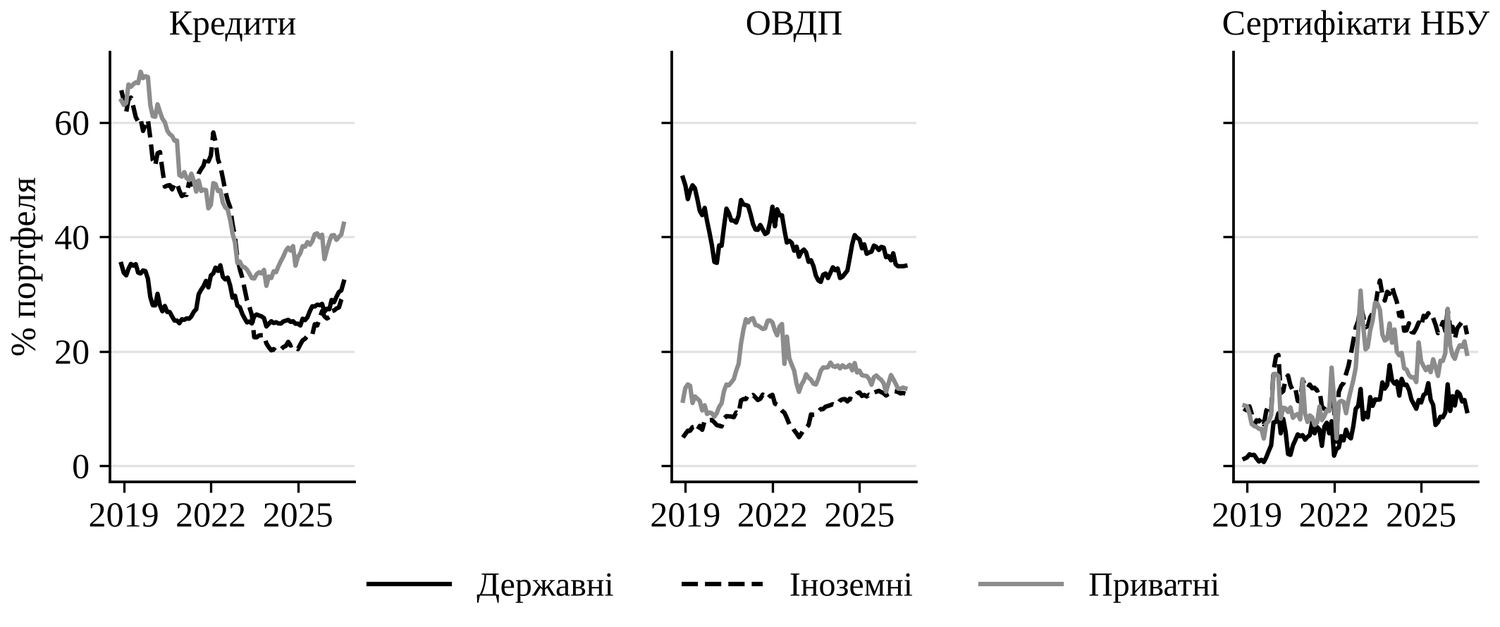 Кредити ОВДП Сертифікати НБУ
% портфеля
60
40
20
0
2019 2022 2025 2019 2022 2025 2019 2022 2025
Державні Іноземні Приватні